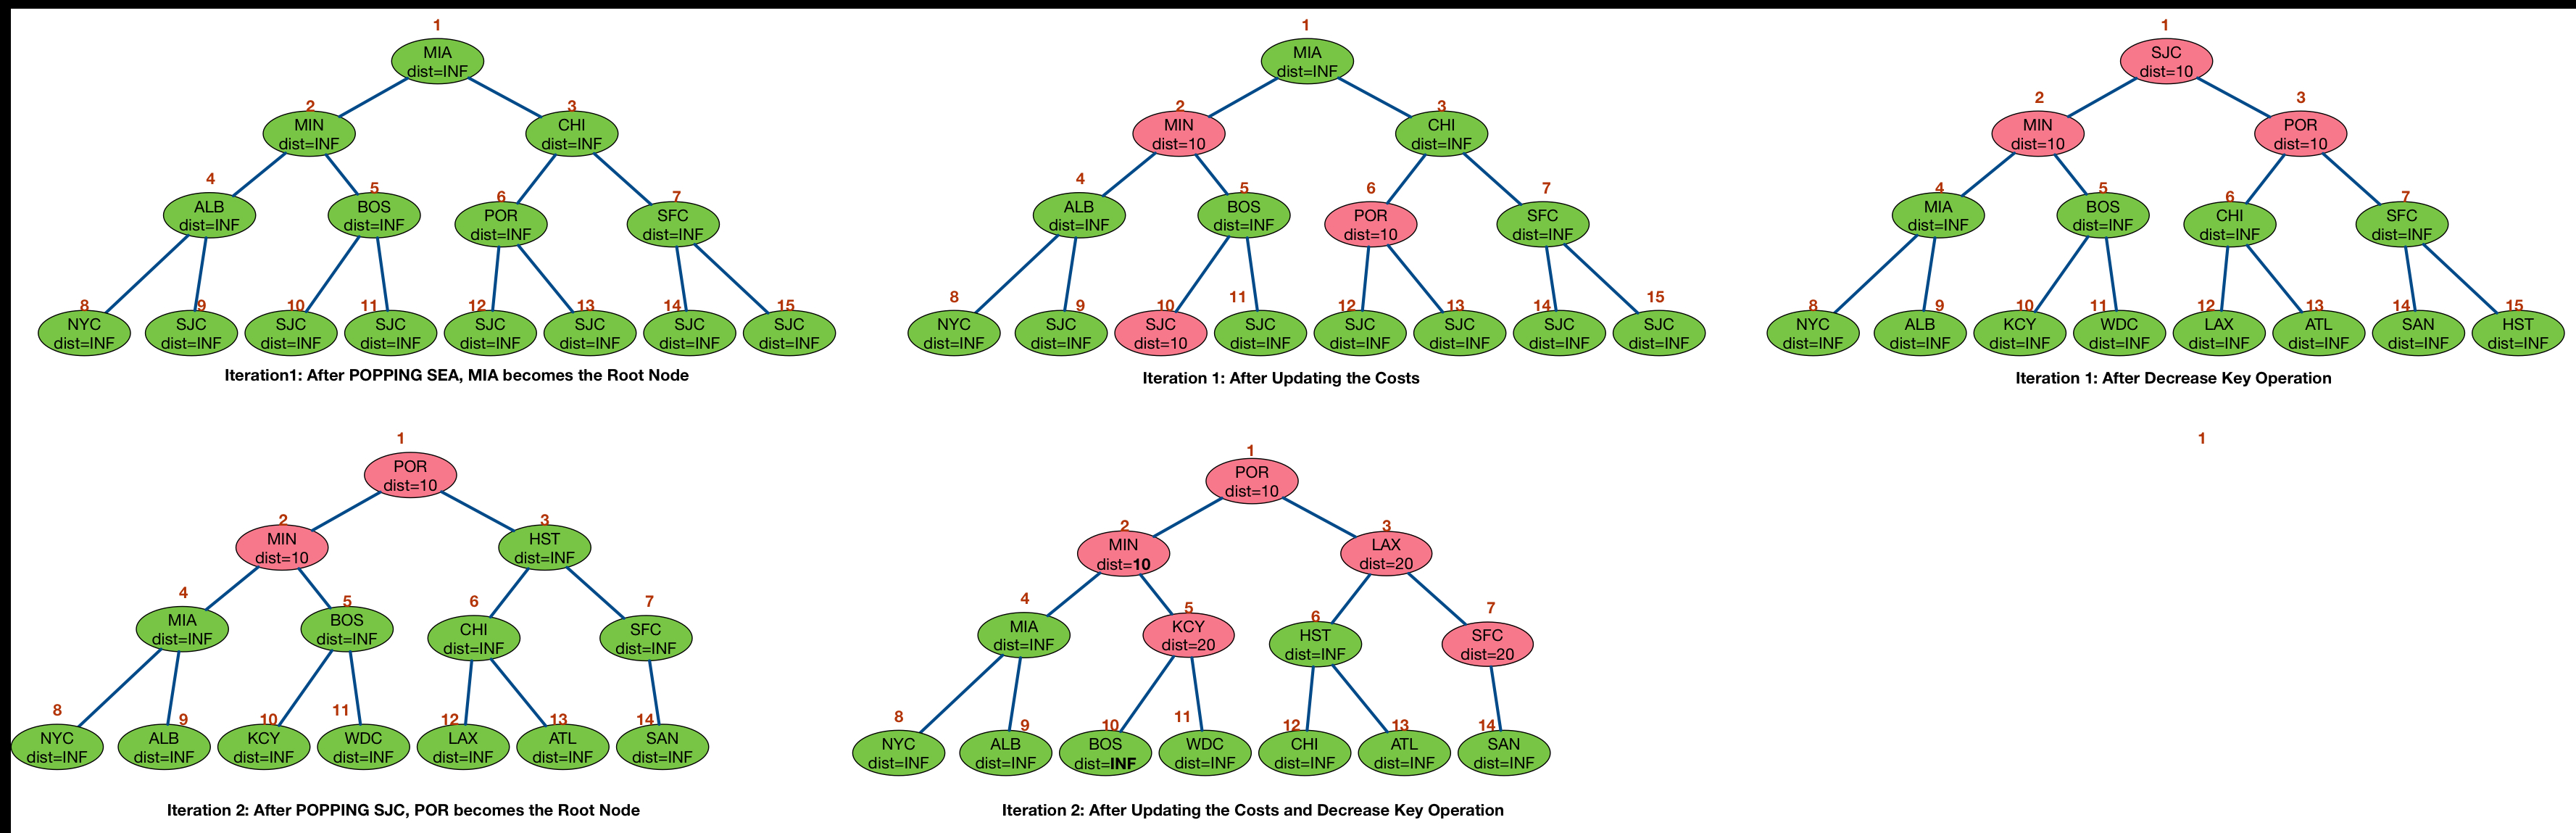 1
MIA
dist=INF
2
MIN
dist=INF
3
CHI
dist=INF
4
ALB
dist=INF
5
BOS
dist=INF
6
POR
dist=INF
7
SFC
dist=INF
8
NYC
dist=INF
9
SJC
dist=INF
10
SJC
dist=INF
11
SJC
dist=INF
12
SJC
dist=INF
13
SJC
dist=INF
14
SJC
dist=INF
15
SJC
dist=INF
Iteration1: After POPPING SEA, MIA becomes the Root Node
1
MIA
dist=INF
2
MIN
dist=10
3
CHI
dist=INF
4
ALB
dist=INF
5
BOS
dist=INF
6
POR
dist=10
7
SFC
dist=INF
8
NYC
dist=INF
9
SJC
dist=INF
10
SJC
dist=10
11
SJC
dist=INF
12
SJC
dist=INF
13
SJC
dist=INF
14
SJC
dist=INF
15
SJC
dist=INF
Iteration 1: After Updating the Costs
1
SJC
dist=10
2
MIN
dist=10
3
POR
dist=10
4
MIA
dist=INF
5
BOS
dist=INF
6
CHI
dist=INF
7
SFC
dist=INF
8
NYC
dist=INF
9
ALB
dist=INF
10
KCY
dist=INF
11
WDC
dist=INF
12
LAX
dist=INF
13
ATL
dist=INF
14
SAN
dist=INF
15
HST
dist=INF
Iteration 1: After Decrease Key Operation
1
POR
dist=10
2
MIN
dist=10
3
HST
dist=INF
4
MIA
dist=INF
5
BOS
dist=INF
6
CHI
dist=INF
7
SFC
dist=INF
8
NYC
dist=INF
9
ALB
dist=INF
10
KCY
dist=INF
11
WDC
dist=INF
12
LAX
dist=INF
13
ATL
dist=INF
14
SAN
dist=INF
Iteration 2: After POPPING SJC, POR becomes the Root Node
1
POR
dist=10
2
MIN
dist=10
3
LAX
dist=20
4
MIA
dist=INF
5
KCY
dist=20
6
HST
dist=INF
7
SFC
dist=20
8
NYC
dist=INF
9
ALB
dist=INF
10
BOS
dist=INF
11
WDC
dist=INF
12
CHI
dist=INF
13
ATL
dist=INF
14
SAN
dist=INF
Iteration 2: After Updating the Costs and Decrease Key Operation
1